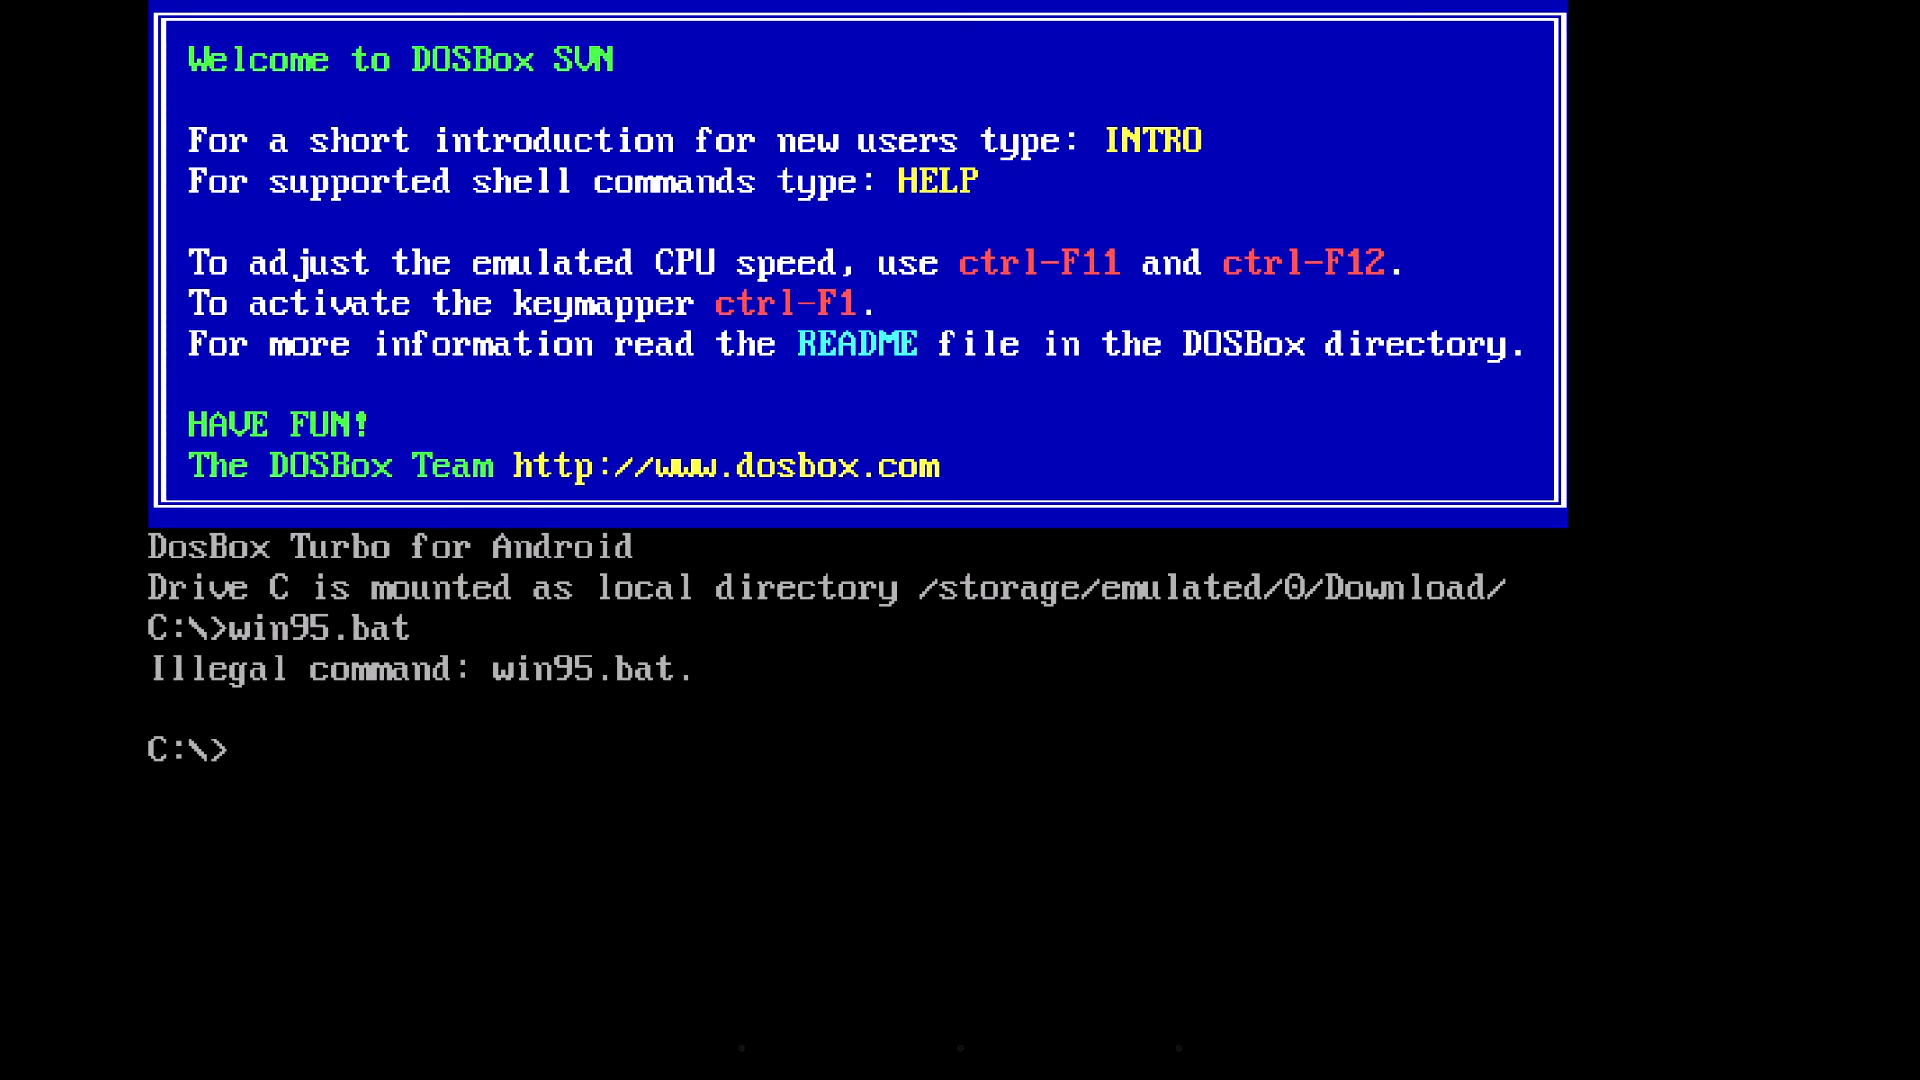 Welcome to DOSBox SVN
For a short introduction for new users type: INTRO
For supported shell commands type: HELP
To adjust the emulated CPU speed, use ctrl-F11 and ctrl-F12.
To activate the keymapper ctrl-F1.
For more information read the README file in the DOSBox directory.
HAVE FUN!
The DOSBox Team http://www.dosbox.com
DosBox Turbo for Android
Drive C is mounted as local directory /storage/emulated/0/Download/
C:\>win95.bat
Illegal command: win95.bat.
C:\>